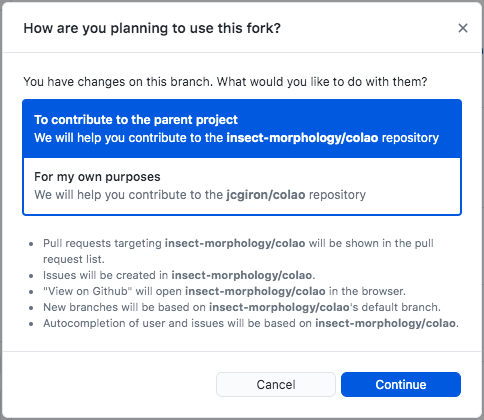 How are you planning to use this fork?
You have changes on this branch. What would you like to do with them?
To contribute to the parent project
We will help you contribute to the insect-morphology/colao repository
For my own purposes
We will help you contribute to the jcgiron/colao repository
• Pull requests targeting insect-morphology/colao will be shown in the pull
request list.
• Issues will be created in insect-morphology/colao.
• "View on Github" will open insect-morphology/colao in the browser.
• New branches will be based on insect-morphology/colao's default branch.
• Autocompletion of user and issues will be based on insect-morphology/colao.
Cancel
Continue